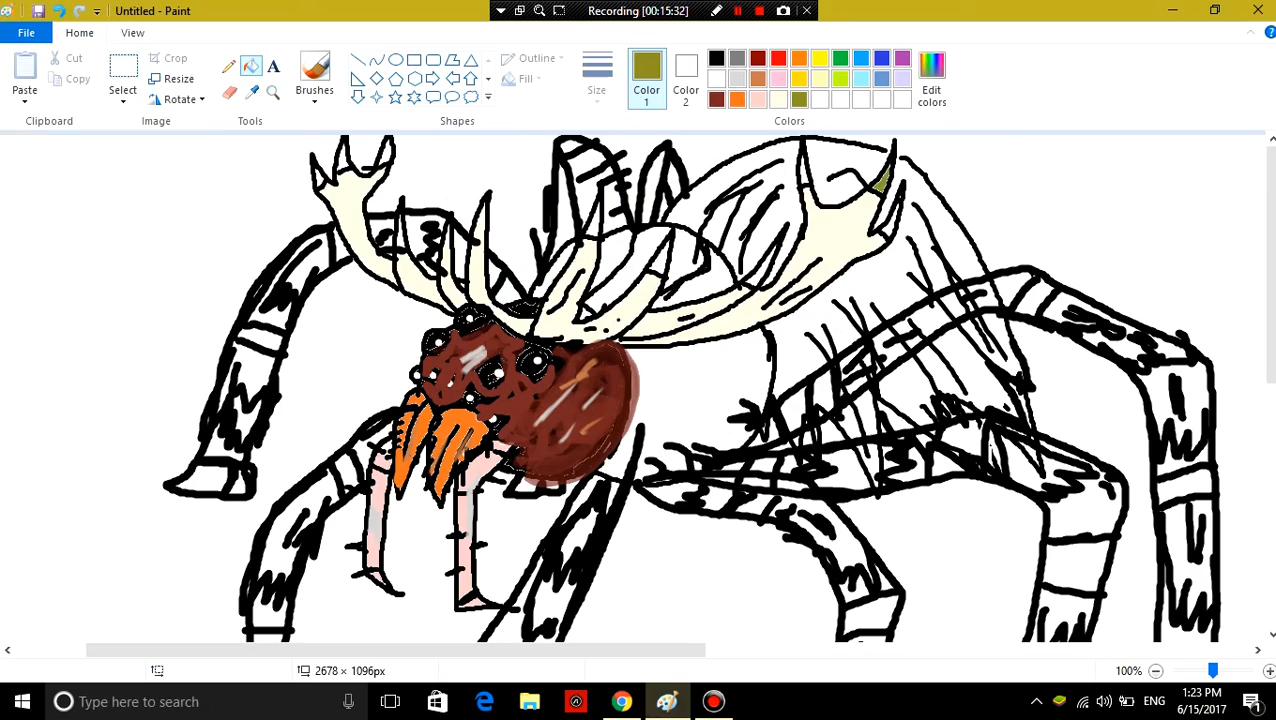 Untitled - Paint
Recording [00:15:32]
File Home View
Paste
Cut
Copy
Clipboard
Select
Crop
Resize
Rotate
Image
A
Tools
Brushes
Outline
Fill
Shapes
Size
Color
1
Color
2
Edit
colors
Colors
2678 × 1096px
100%
Type here to search
ENG
1:23 PM
6/15/2017
1